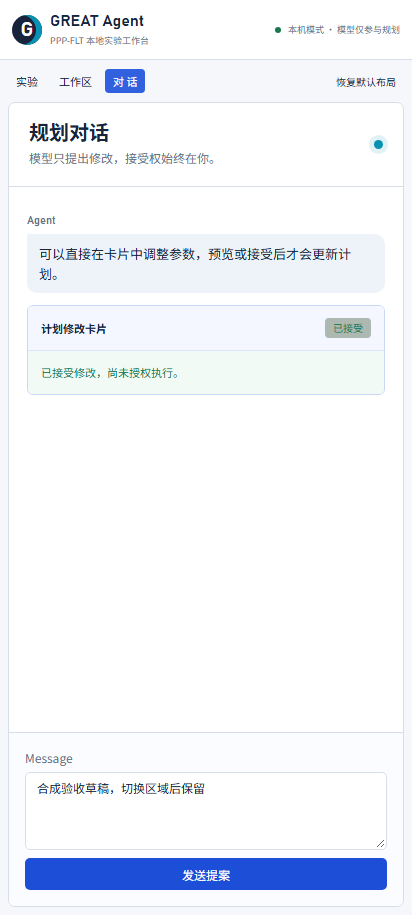 G
GREAT Agent
PPP-FLT 本地实验工作台
本机模式 · 模型仅参与规划
实验
工作区
对话
恢复默认布局
规划对话
模型只提出修改，接受权始终在你。
Agent
可以直接在卡片中调整参数，预览或接受后才会更新计
划。
计划修改卡片
已接受
已接受修改，尚未授权执行。
Message
合成验收草稿，切换区域后保留
发送提案